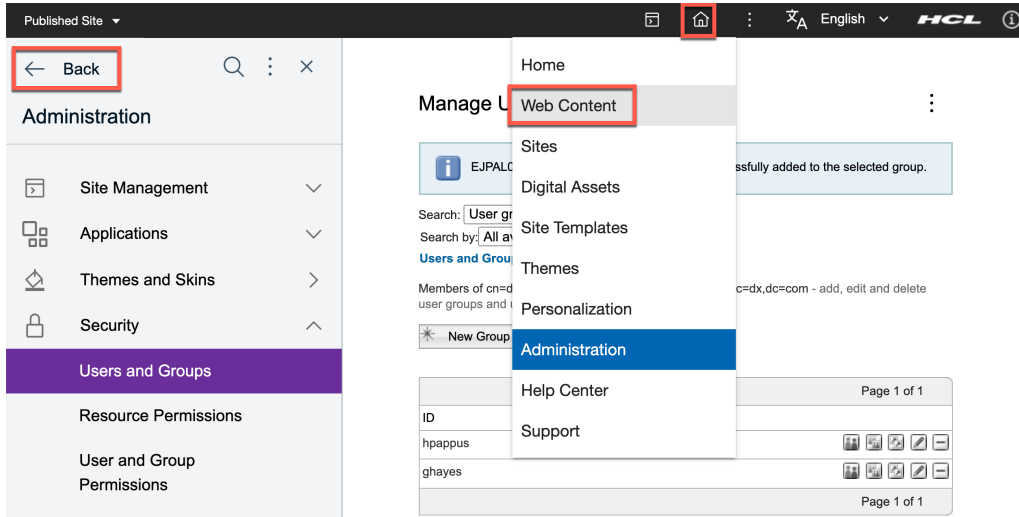 Published Site
English
HCL
Back
Administration
Site Management
Applications
Themes and Skins
Security
Users and Groups
Resource Permissions
User and Group
Permissions
Home
Web Content
Sites
Digital Assets
Site Templates
Themes
Personalization
Administration
Help Center
Support
Manage U
EJPAL0
ssfully added to the selected group.
Search: User gr
Search by: All av
Users and Grou
Members of cn=d
c=dx,dc=com - add, edit and delete
user groups and u
New Group
Page 1 of 1
ID
hpappus
ghayes
Page 1 of 1